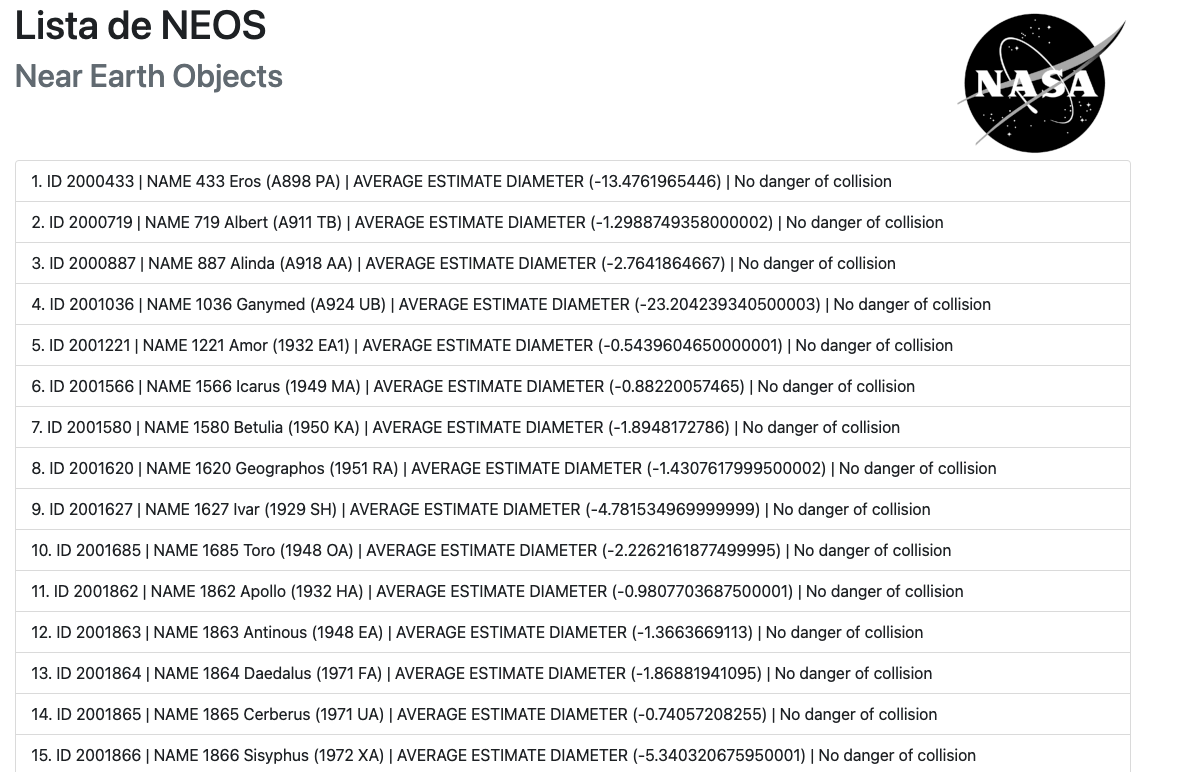 Lista de NEOS
Near Earth Objects
NASA
1. ID 2000433 | NAME 433 Eros (A898 PA) | AVERAGE ESTIMATE DIAMETER (-13.4761965446) | No danger of collision
2. ID 2000719 | NAME 719 Albert (A911 TB) | AVERAGE ESTIMATE DIAMETER (-1.2988749358000002) | No danger of collision
3. ID 2000887 | NAME 887 Alinda (A918 AA) | AVERAGE ESTIMATE DIAMETER (-2.7641864667) | No danger of collision
4. ID 2001036 | NAME 1036 Ganymed (A924 UB) | AVERAGE ESTIMATE DIAMETER (-23.204239340500003) | No danger of collision
5. ID 2001221 | NAME 1221 Amor (1932 EA1) | AVERAGE ESTIMATE DIAMETER (-0.5439604650000001) | No danger of collision
6. ID 2001566 | NAME 1566 Icarus (1949 MA) | AVERAGE ESTIMATE DIAMETER (-0.88220057465) | No danger of collision
7. ID 2001580 | NAME 1580 Betulia (1950 KA) | AVERAGE ESTIMATE DIAMETER (-1.8948172786) | No danger of collision
8. ID 2001620 | NAME 1620 Geographos (1951 RA) | AVERAGE ESTIMATE DIAMETER (-1.4307617999500002) | No danger of collision
9. ID 2001627 | NAME 1627 Ivar (1929 SH) | AVERAGE ESTIMATE DIAMETER (-4.781534969999999) | No danger of collision
10. ID 2001685 | NAME 1685 Toro (1948 OA) | AVERAGE ESTIMATE DIAMETER (-2.2262161877499995) | No danger of collision
11. ID 2001862 | NAME 1862 Apollo (1932 HA) | AVERAGE ESTIMATE DIAMETER (-0.9807703687500001) | No danger of collision
12. ID 2001863 | NAME 1863 Antinous (1948 EA) | AVERAGE ESTIMATE DIAMETER (-1.3663669113) | No danger of collision
13. ID 2001864 | NAME 1864 Daedalus (1971 FA) | AVERAGE ESTIMATE DIAMETER (-1.86881941095) | No danger of collision
14. ID 2001865 | NAME 1865 Cerberus (1971 UA) | AVERAGE ESTIMATE DIAMETER (-0.74057208255) | No danger of collision
15. ID 2001866 | NAME 1866 Sisyphus (1972 XA) | AVERAGE ESTIMATE DIAMETER (-5.340320675950001) | No danger of collision